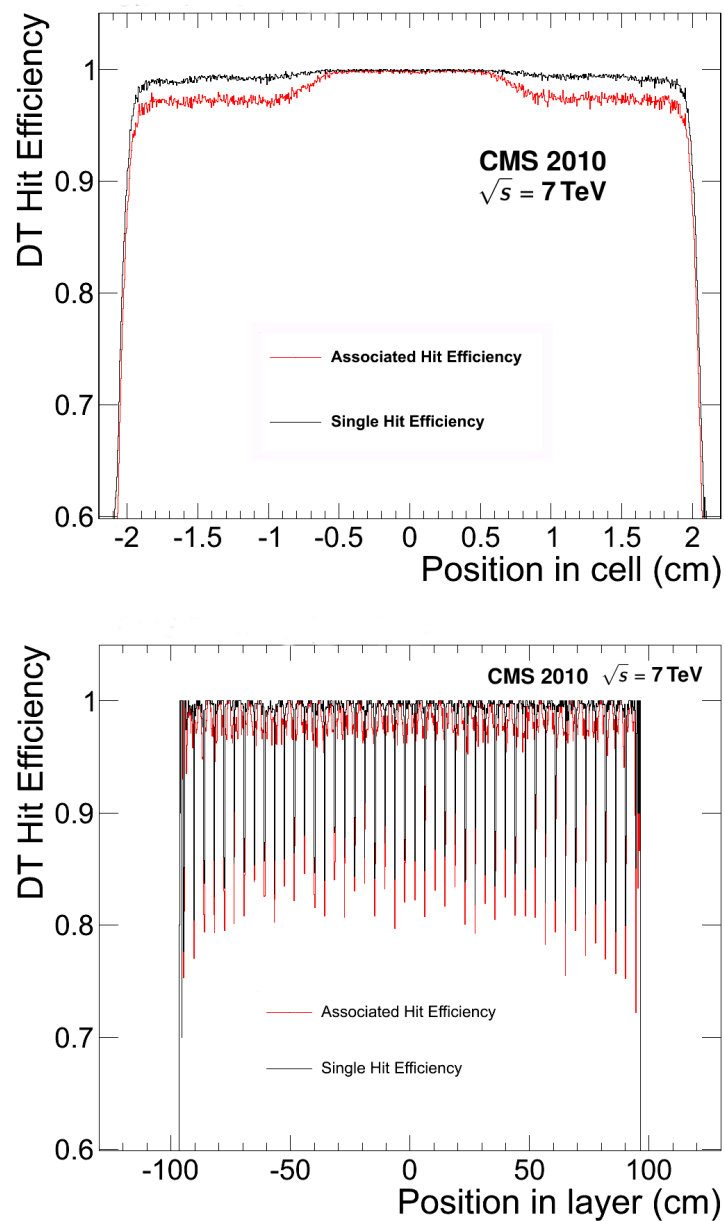 DT Hit Efficiency
1
0.9
0.8
0.7
0.6
CMS 2010
√s = 7 TeV
Associated Hit Efficiency
Single Hit Efficiency
-2 -1.5 -1 -0.5 0 0.5 1 1.5 2
Position in cell (cm)
DT Hit Efficiency
1
0.9
0.8
0.7
0.6
CMS 2010 √s = 7 TeV
Associated Hit Efficiency
Single Hit Efficiency
-100 -50 0 50 100
Position in layer (cm)